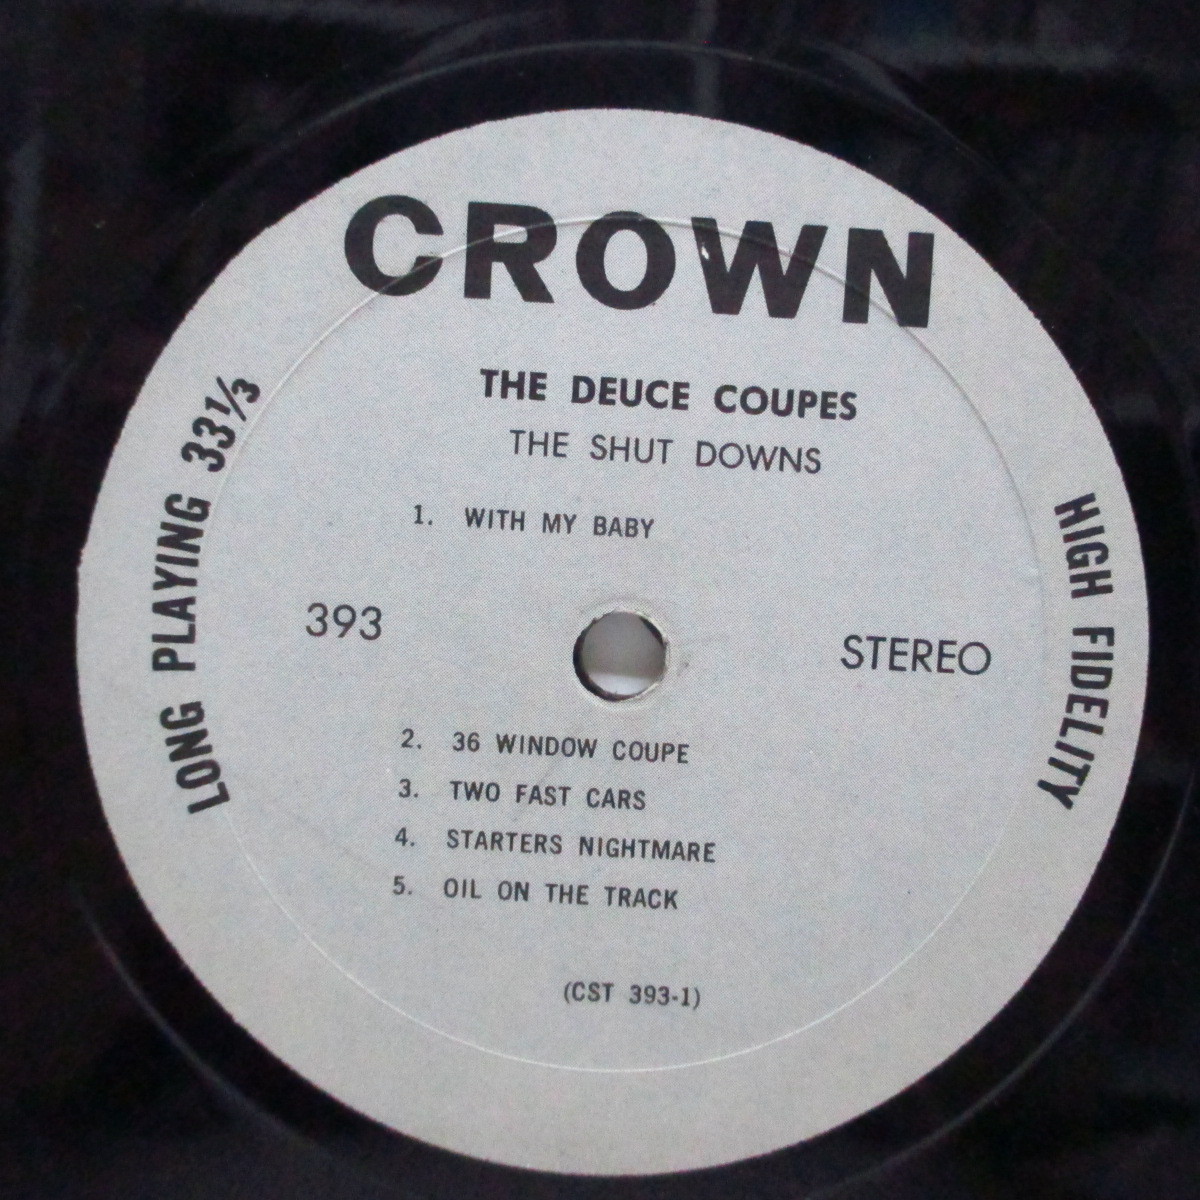 CROWN
THE DEUCE COUPES
THE SHUT DOWNS
1. WITH MY BABY
393
STEREO
LONG PLAYING 33⅓
HIGH FIDELITY
2. 36 WINDOW COUPE
3. TWO FAST CARS
4. STARTERS NIGHTMARE
5. OIL ON THE TRACK
(CST 393-1)